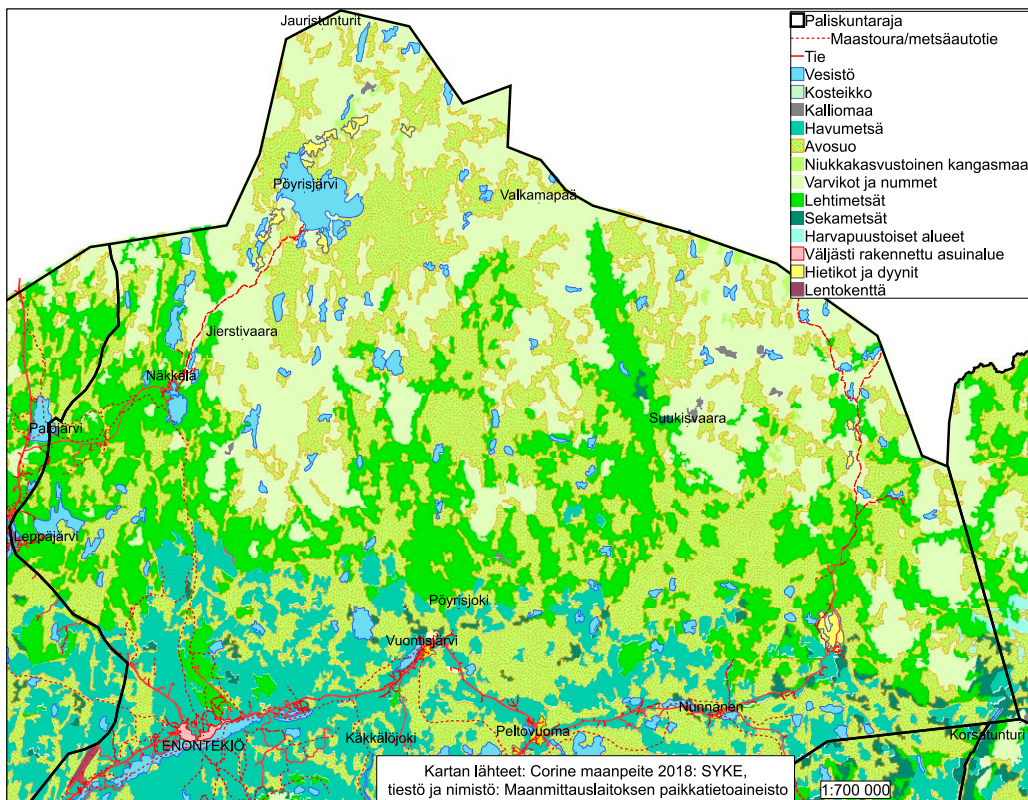 Jauristunturit
Pöyrisjärvi
Valkamapää
Jierstivaara
Näkkälä
Palojärvi
Suukisvaara
Leppäjärvi
Pöyrisjoki
Vuontisjärvi
Nunnanen
Peltovuoma
Käkkälöjoki
ENONTEKIÖ
Korsatunturi
Paliskuntaraja
Maastoura/metsäautotie
Tie
Vesistö
Kosteikko
Kalliomaa
Havumetsä
Avosuo
Niukkakasvustoinen kangasmaa
Varvikot ja nummet
Lehtimetsät
Sekametsät
Harvapuustoiset alueet
Väljästi rakennettu asuinalue
Hietikot ja dyynit
Lentokenttä
Kartan lähteet: Corine maanpeite 2018: SYKE,
tiestö ja nimistö: Maanmittauslaitoksen paikkatietoaineisto
1:700 000